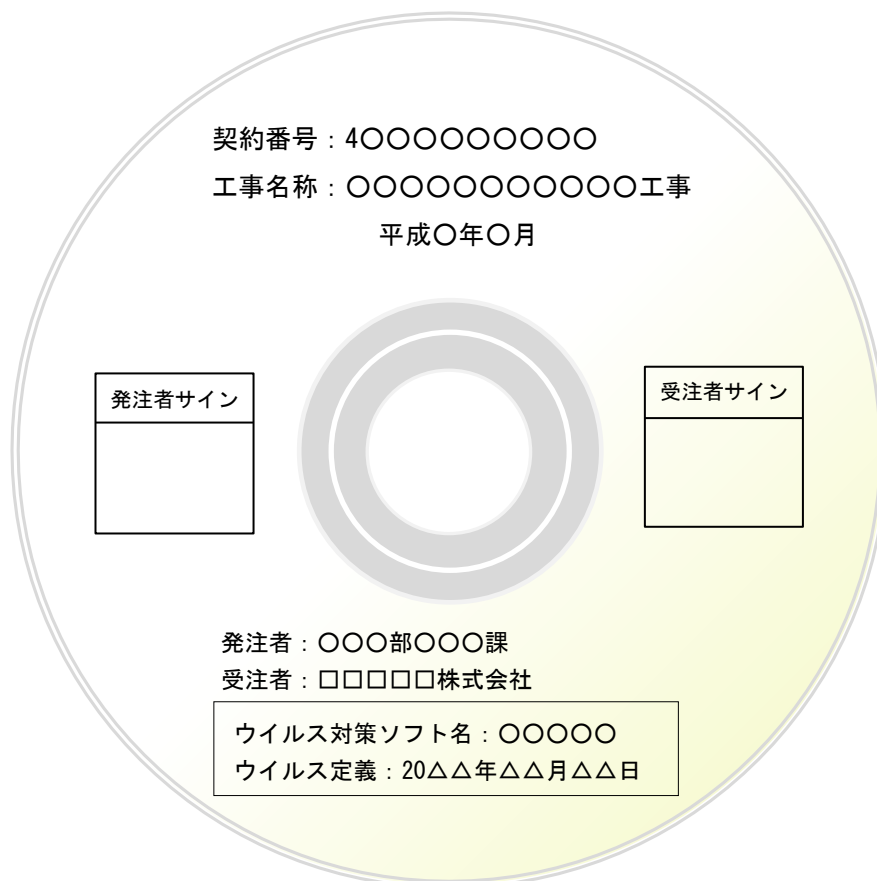 契約番号：4〇〇〇〇〇〇〇〇〇
工事名称：〇〇〇〇〇〇〇〇〇〇〇工事
平成〇年〇月
発注者サイン
受注者サイン
発注者：〇〇〇部〇〇〇課
受注者：□□□□□株式会社
ウイルス対策ソフト名：〇〇〇〇〇
ウイルス定義：20△△年△△月△△日